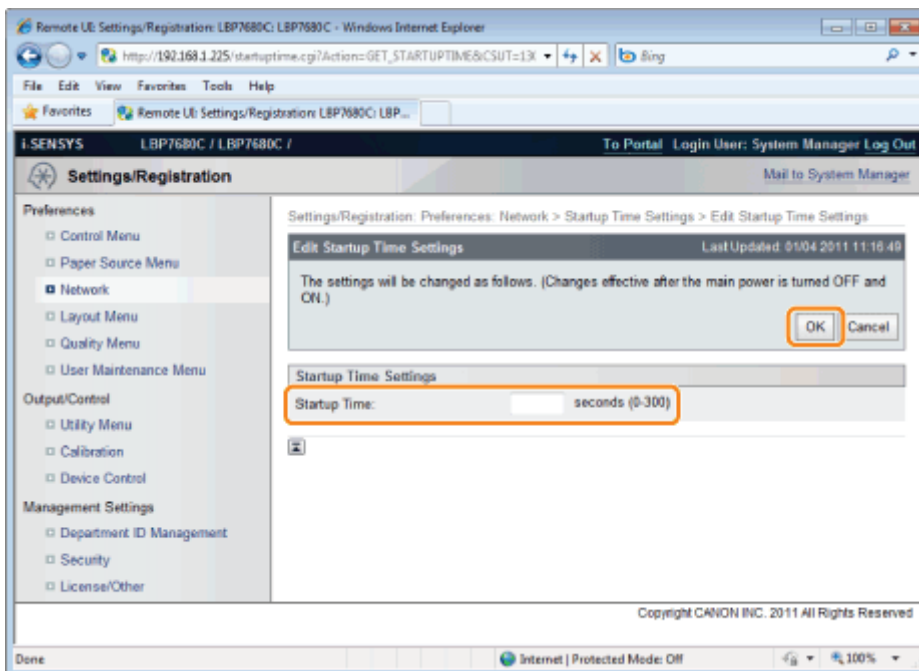 Remote UI: Settings/Registration: LBP7680C: LBP7680C - Windows Internet Explorer
http://192.168.1.225/startuptime.cgi?Action=GET_STARTUPTIME&CSUT=13(
Bing
File Edit View Favorites Tools Help
Favorites Remote UI: Settings/Registration: LBP7680C: LBP...
i-SENSYS LBP7680C / LBP7680C / To Portal Login User: System Manager Log Out
Settings/Registration Mail to System Manager
Preferences
Control Menu
Paper Source Menu
Network
Layout Menu
Quality Menu
User Maintenance Menu
Output/Control
Utility Menu
Calibration
Device Control
Management Settings
Department ID Management
Security
License/Other
Settings/Registration: Preferences: Network > Startup Time Settings > Edit Startup Time Settings
Edit Startup Time Settings Last Updated: 01/04 2011 11:16:49
The settings will be changed as follows. (Changes effective after the main power is turned OFF and
ON.)
OK Cancel
Startup Time Settings
Startup Time: seconds (0-300)
Copyright CANON INC. 2011 All Rights Reserved
Done Internet | Protected Mode: Off 100%